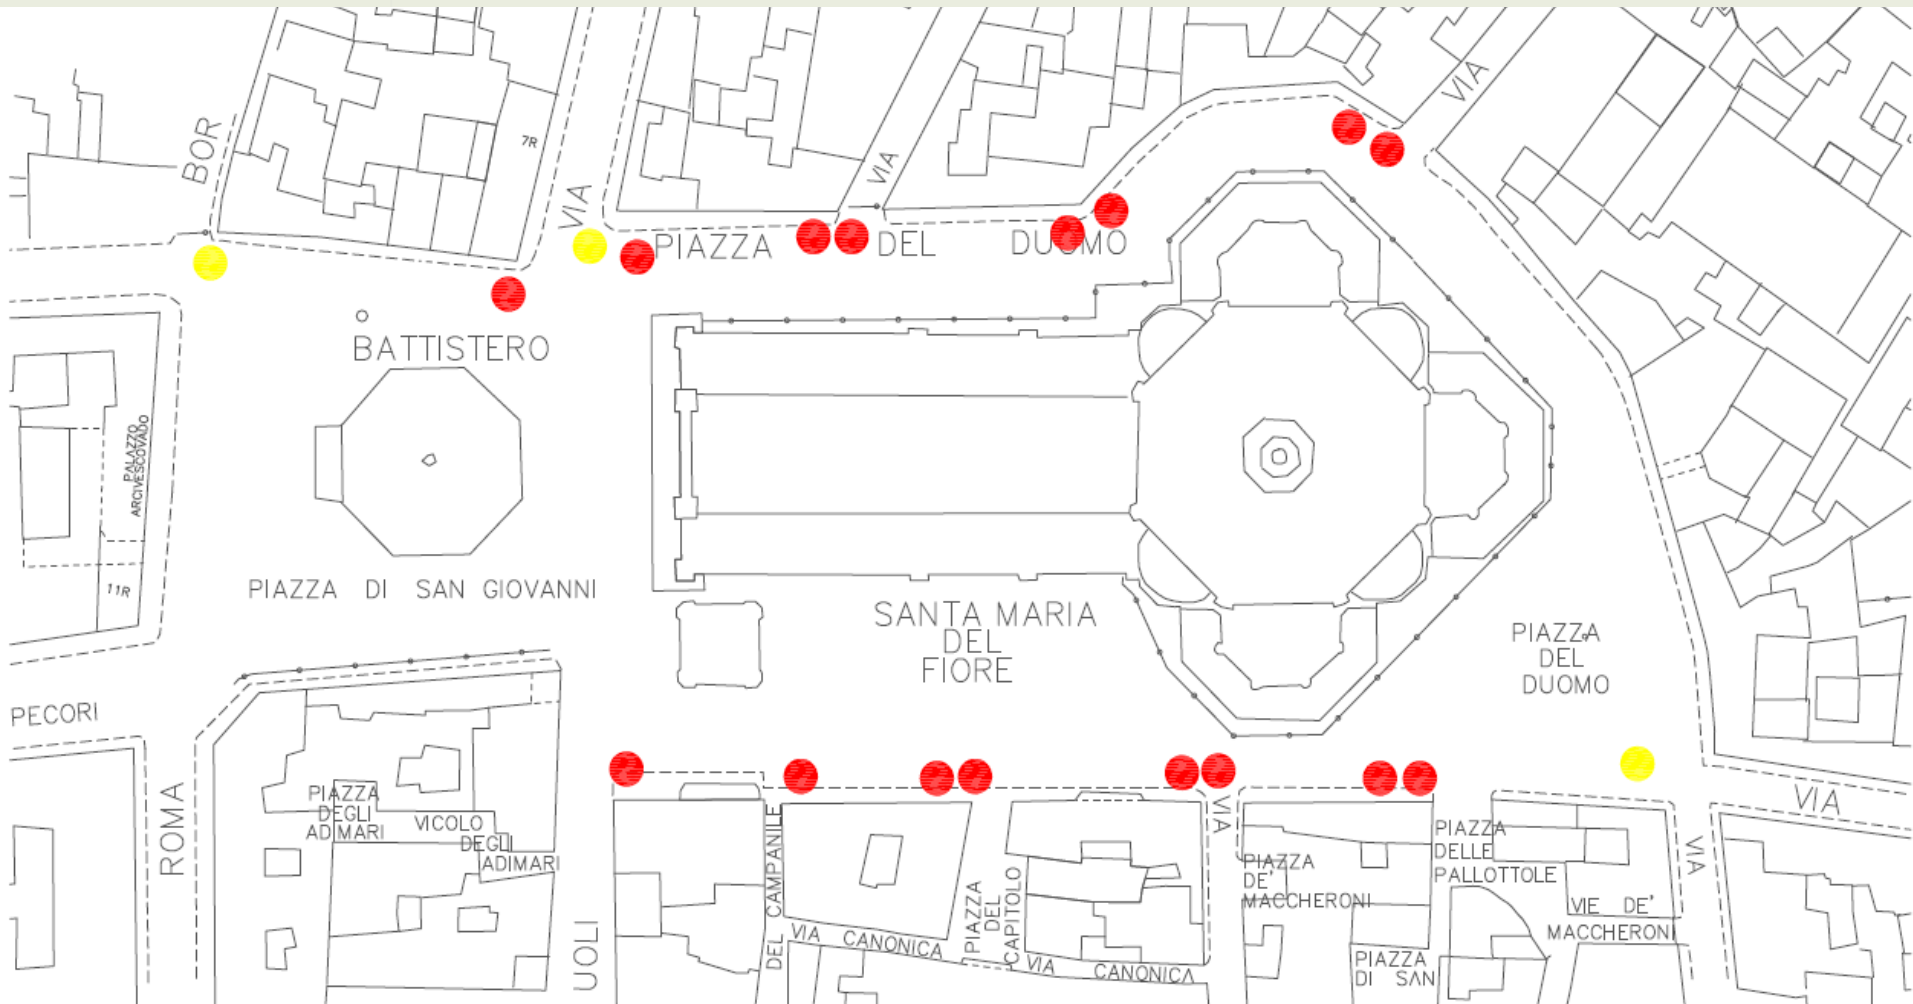 BOR
7R
VIA
VIA
VIA
PIAZZA DEL DUOMO
BATTISTERO
PALAZZO
ARCIVESCOVADO
11R
PIAZZA DI SAN GIOVANNI
SANTA MARIA
DEL
FIORE
PIAZZA
DEL
DUOMO
PECORI
ROMA
PIAZZA
DEGLI
ADIMARI
VICOLO
DEGLI
ADIMARI
UOLI
DEL CAMPANILE
VIA CANONICA
PIAZZA
DEL
CAPITOLO
VIA CANONICA
VIA
PIAZZA
DE'
MACCHERONI
PIAZZA
DI SAN
PIAZZA
DELLE
PALLOTTOLE
VIE DE'
MACCHERONI
VIA
VIA